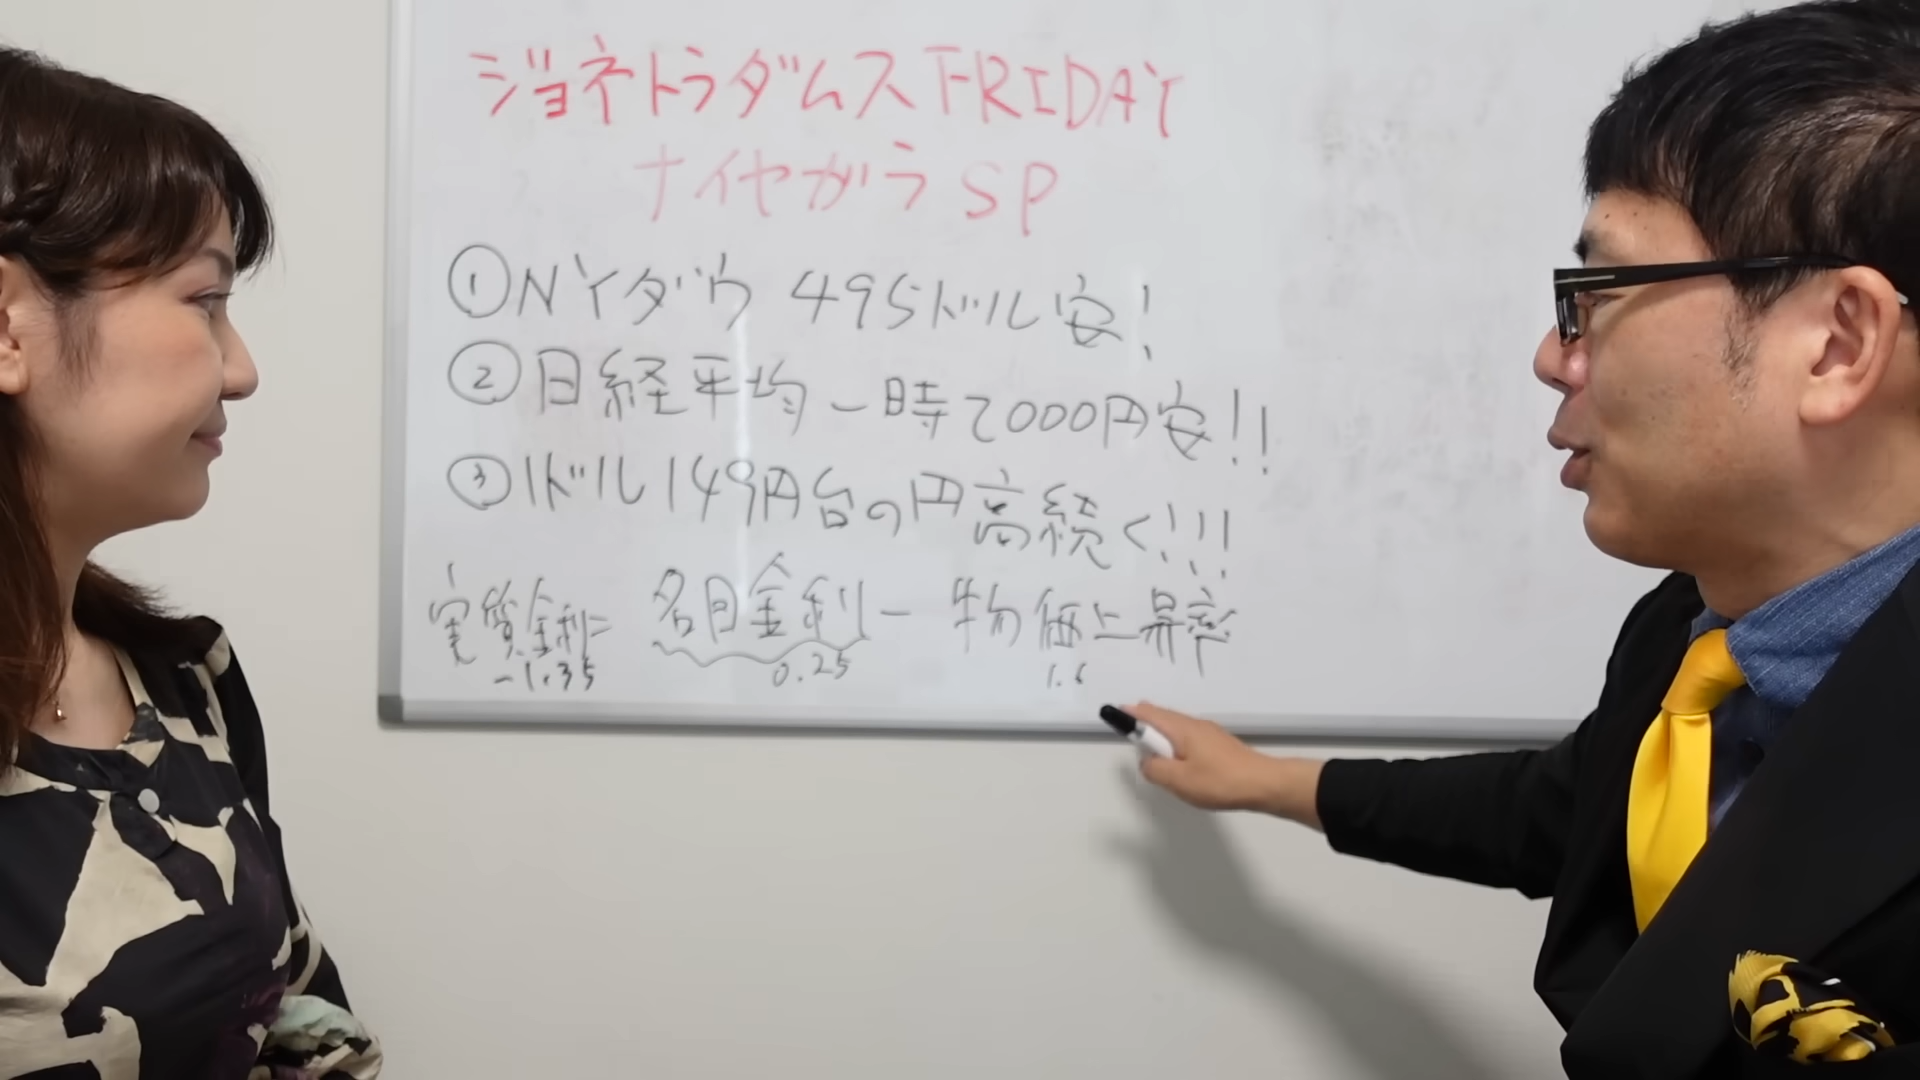 ジョネトラダムスFRIDAY
ナイヤガラSP
①NYダウ 495ドル安!
②日経平均一時2000円安!!
③1ドル149円台の円高続く!!!
実質金利= 名目金利 - 物価上昇率
-1.35 0.25 1.6